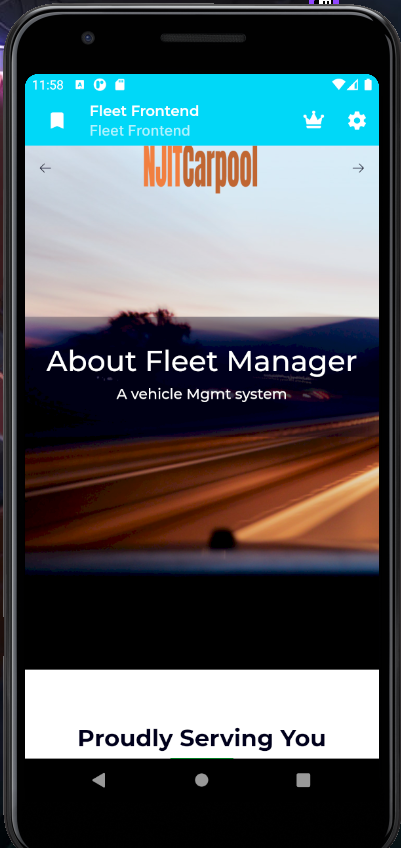 11:58
Fleet Frontend
Fleet Frontend
NJITCarpool
About Fleet Manager
A vehicle Mgmt system
Proudly Serving You